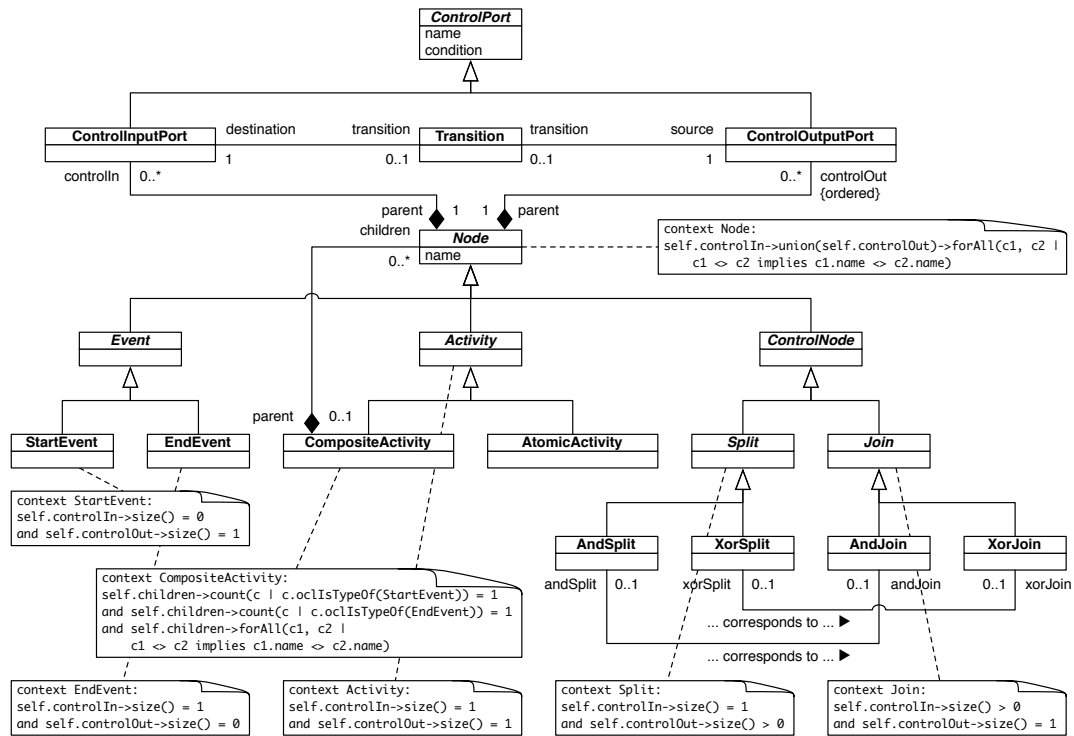 ControlPort
name
condition
ControlInputPort
destination
transition
Transition
transition
source
ControlOutputPort
1
0..1
0..1
1
controlIn
0..*
0..*
controlOut
{ordered}
parent
1
1
parent
children
0..*
Node
name
context Node:
self.controlIn->union(self.controlOut)->forAll(c1, c2 |
c1 <> c2 implies c1.name <> c2.name)
Event
Activity
ControlNode
parent
0..1
StartEvent
EndEvent
CompositeActivity
AtomicActivity
Split
Join
context StartEvent:
self.controlIn->size() = 0
and self.controlOut->size() = 1
AndSplit
XorSplit
AndJoin
XorJoin
andSplit
0..1
xorSplit
0..1
0..1
andJoin
0..1
xorJoin
context CompositeActivity:
self.children->count(c | c.oclIsTypeOf(StartEvent)) = 1
and self.children->count(c | c.oclIsTypeOf(EndEvent)) = 1
and self.children->forAll(c1, c2 |
c1 <> c2 implies c1.name <> c2.name)
... corresponds to ... ▶
... corresponds to ... ▶
context EndEvent:
self.controlIn->size() = 1
and self.controlOut->size() = 0
context Activity:
self.controlIn->size() = 1
and self.controlOut->size() = 1
context Split:
self.controlIn->size() = 1
and self.controlOut->size() > 0
context Join:
self.controlIn->size() > 0
and self.controlOut->size() = 1